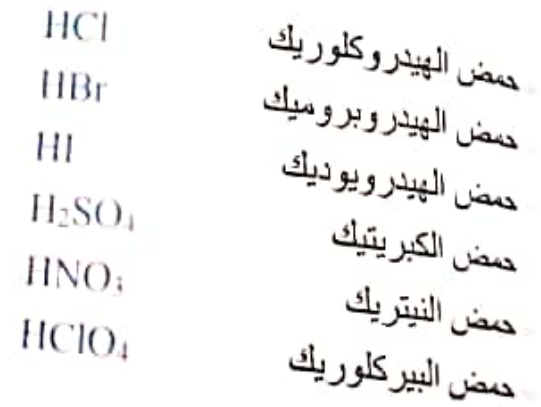 حمض الهيدروكلوريك HCl
حمض الهيدروبروميك HBr
حمض الهيدرويوديك HI
حمض الكبريتيك H₂SO₄
حمض النيتريك HNO₃
حمض البيركلوريك HClO₄